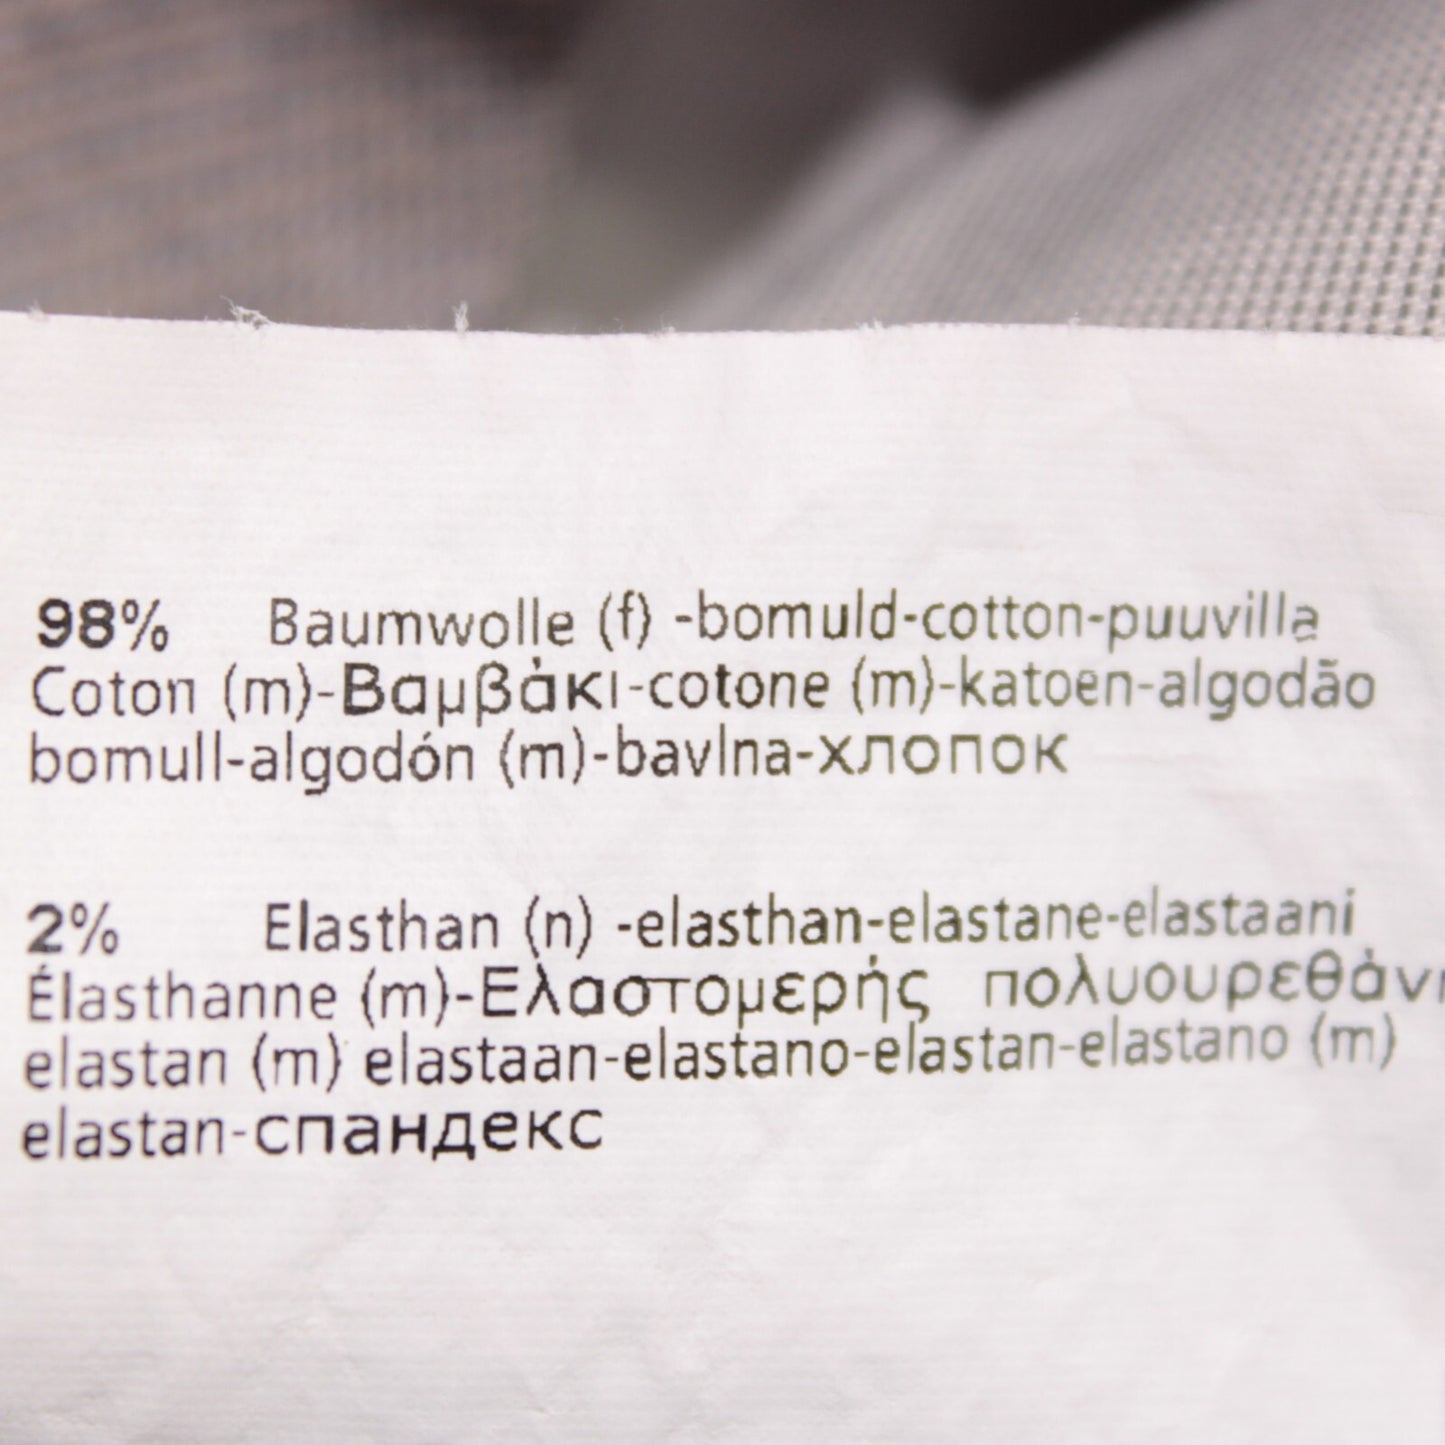 98% Baumwolle (f) -bomuld-cotton-puuvilla
Coton (m)-Βαμβάκι-cotone (m)-katoen-algodão
bomull-algodón (m)-bavlna-хлопок
2% Elasthan (n) -elasthan-elastane-elastaani
Élasthanne (m)-Ελαστομερής
elastan (m) elastaan-elastano-elastan-elastano (m)
elastan-спандекс